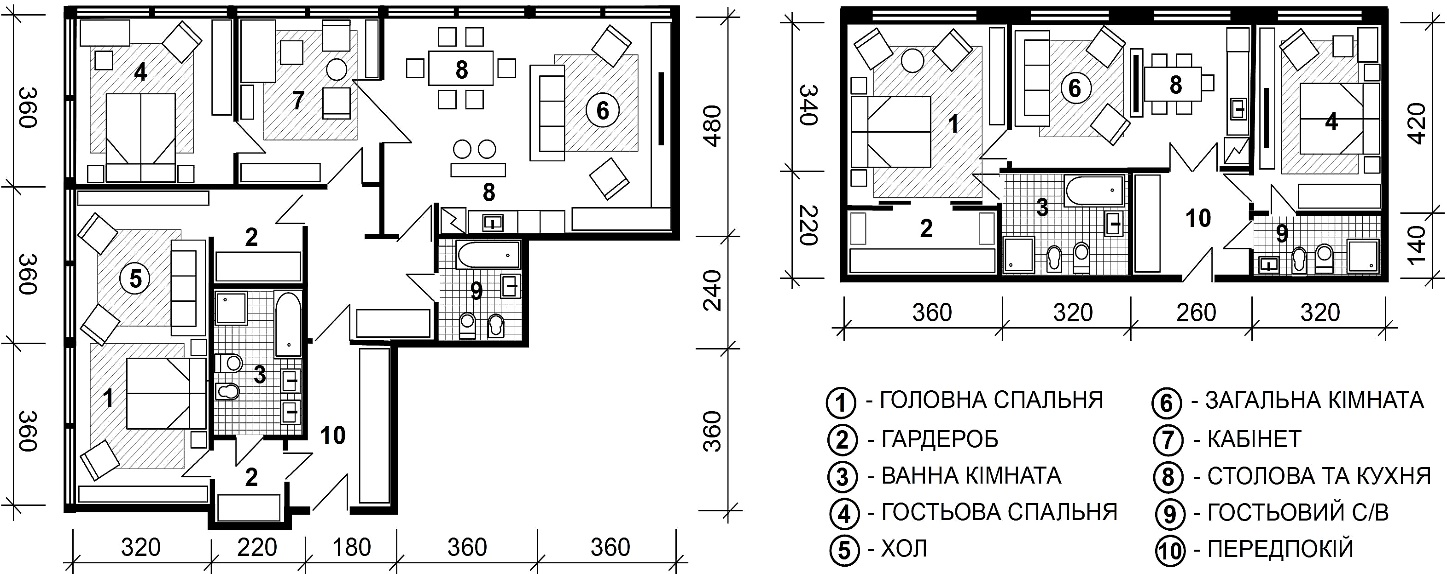 4
7
8
6
8
5
2
9
1
3
2
10
360
360
360
480
240
360
320 220 180 360 360
1
6
8
4
2
3
10
9
340
220
420
140
360 320 260 320
1 - ГОЛОВНА СПАЛЬНЯ
2 - ГАРДЕРОБ
3 - ВАННА КІМНАТА
4 - ГОСТЬОВА СПАЛЬНЯ
5 - ХОЛ
6 - ЗАГАЛЬНА КІМНАТА
7 - КАБІНЕТ
8 - СТОЛОВА ТА КУХНЯ
9 - ГОСТЬОВИЙ С/В
10 - ПЕРЕДПОКІЙ